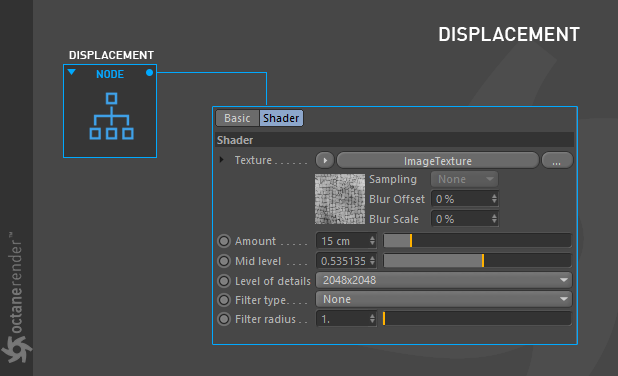 DISPLACEMENT
DISPLACEMENT
NODE
Basic Shader
Shader
Texture . . . . . . ImageTexture ...
Sampling None
Blur Offset 0 %
Blur Scale 0 %
Amount . . . . . 15 cm
Mid level . . . . 0.535135
Level of details 2048x2048
Filter type. . . . None
Filter radius . . 1.
octanerender™